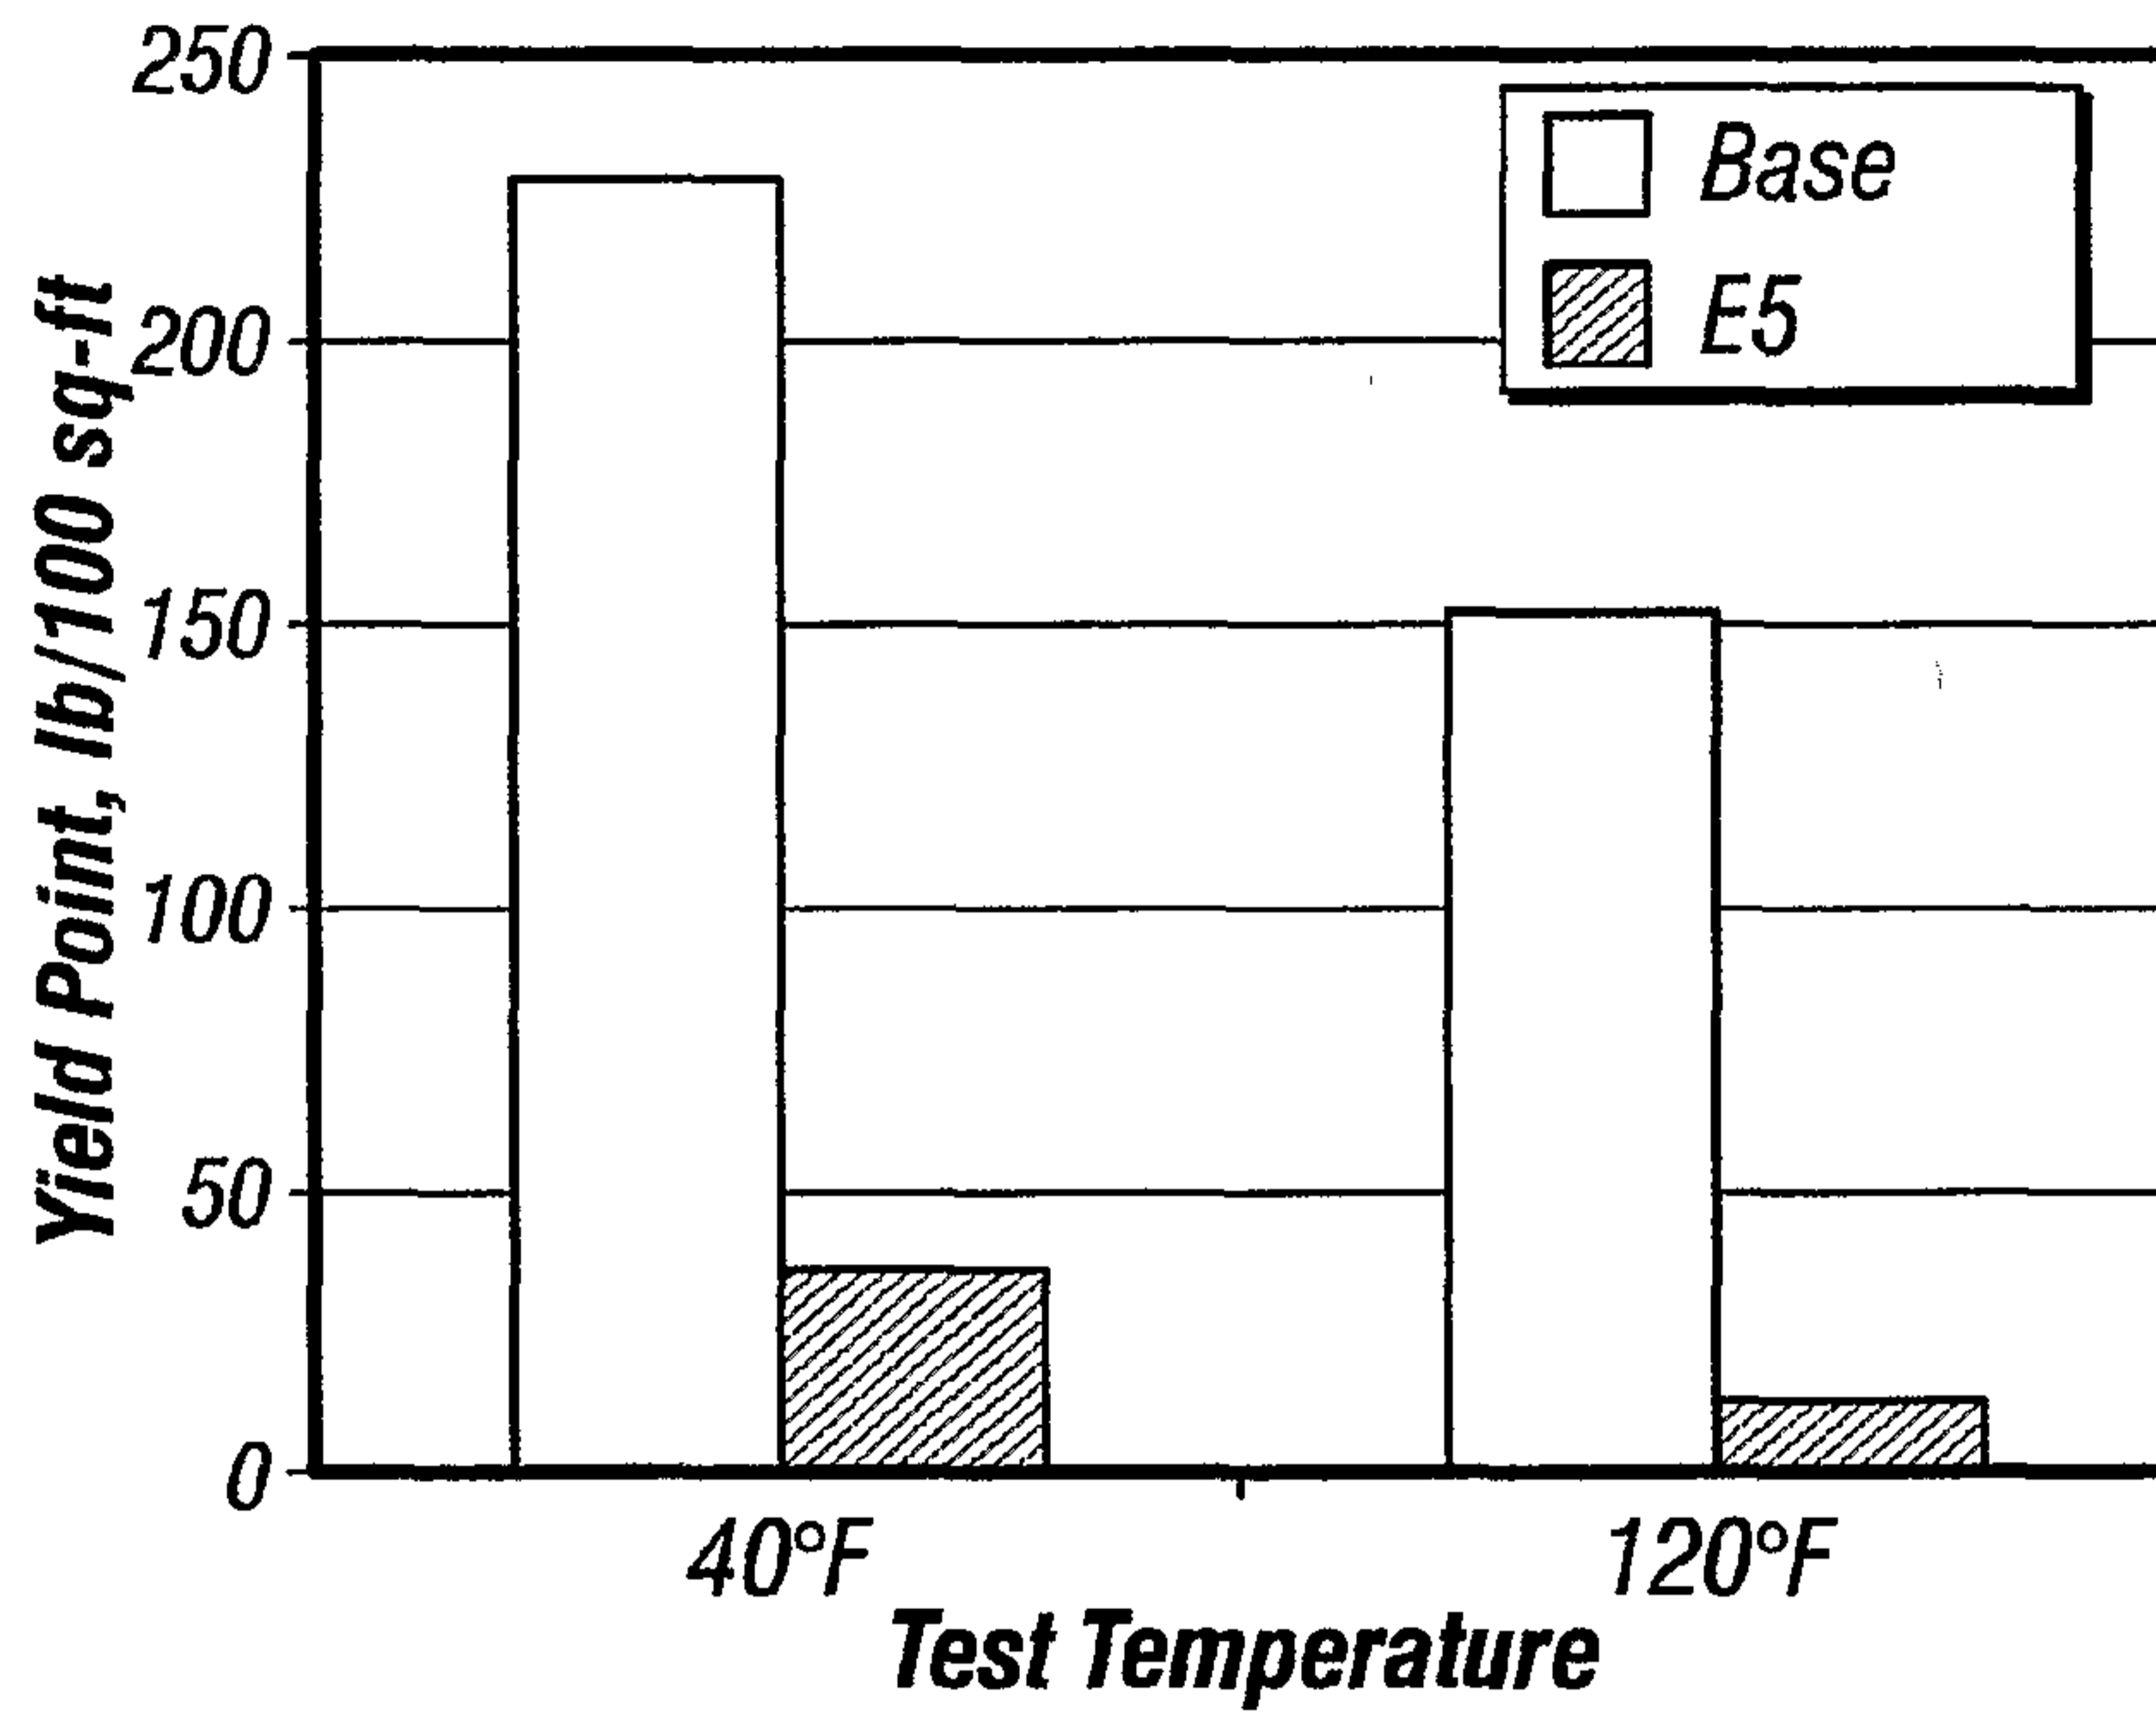 Yield Point, lb/100 sq-ft
250
200
150
100
50
0
Base
E5
40°F
120°F
Test Temperature